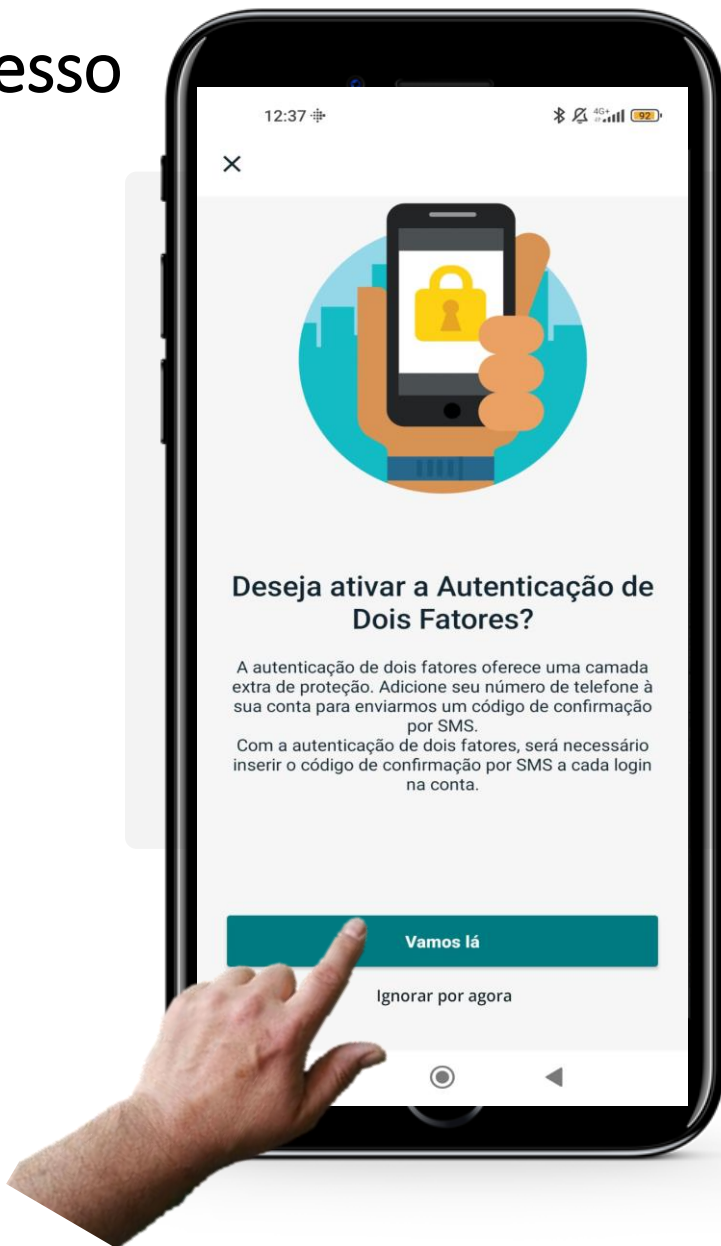 esso
12:37
4G+
92
Deseja ativar a Autenticação de
Dois Fatores?
A autenticação de dois fatores oferece uma camada
extra de proteção. Adicione seu número de telefone à
sua conta para enviarmos um código de confirmação
por SMS.
Com a autenticação de dois fatores, será necessário
inserir o código de confirmação por SMS a cada login
na conta.
Vamos lá
Ignorar por agora